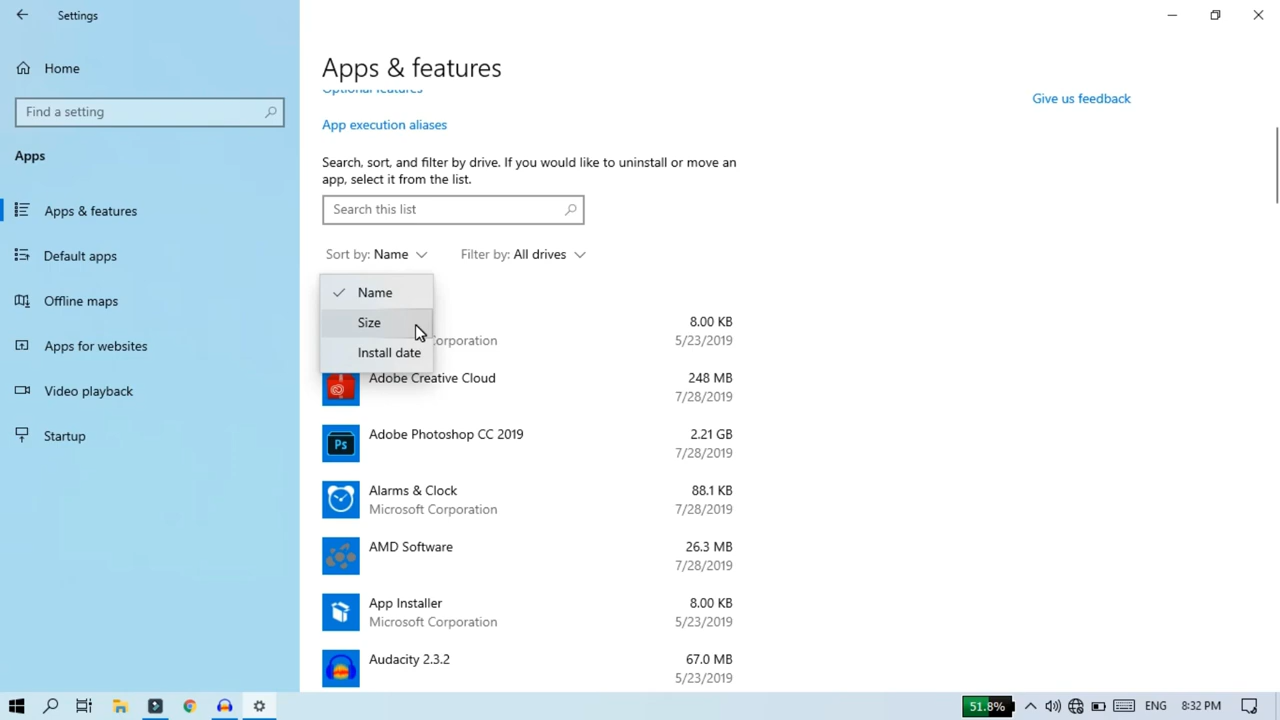 Settings
Home
Find a setting
Apps
Apps & features
Default apps
Offline maps
Apps for websites
Video playback
Startup
Apps & features
Optional features
App execution aliases
Give us feedback
Search, sort, and filter by drive. If you would like to uninstall or move an
app, select it from the list.
Search this list
Sort by: Name
Filter by: All drives
Name
Size
Install date
8.00 KB
Corporation
5/23/2019
Adobe Creative Cloud
248 MB
7/28/2019
Adobe Photoshop CC 2019
2.21 GB
7/28/2019
Ps
Alarms & Clock
88.1 KB
Microsoft Corporation
7/28/2019
AMD Software
26.3 MB
7/28/2019
App Installer
8.00 KB
Microsoft Corporation
5/23/2019
Audacity 2.3.2
67.0 MB
7/28/2019
51.8%
ENG
8:32 PM